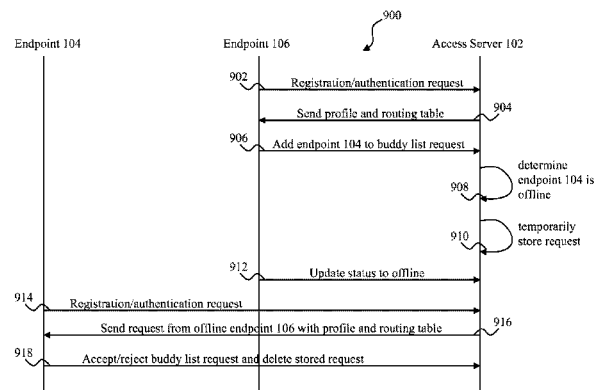 900
Endpoint 104 Endpoint 106 Access Server 102
902
Registration/authentication request
Send profile and routing table 904
906
Add endpoint 104 to buddy list request
determine
endpoint 104 is
offline
908
temporarily
store request
910
912
Update status to offline
914
Registration/authentication request
Send request from offline endpoint 106 with profile and routing table 916
918
Accept/reject buddy list request and delete stored request